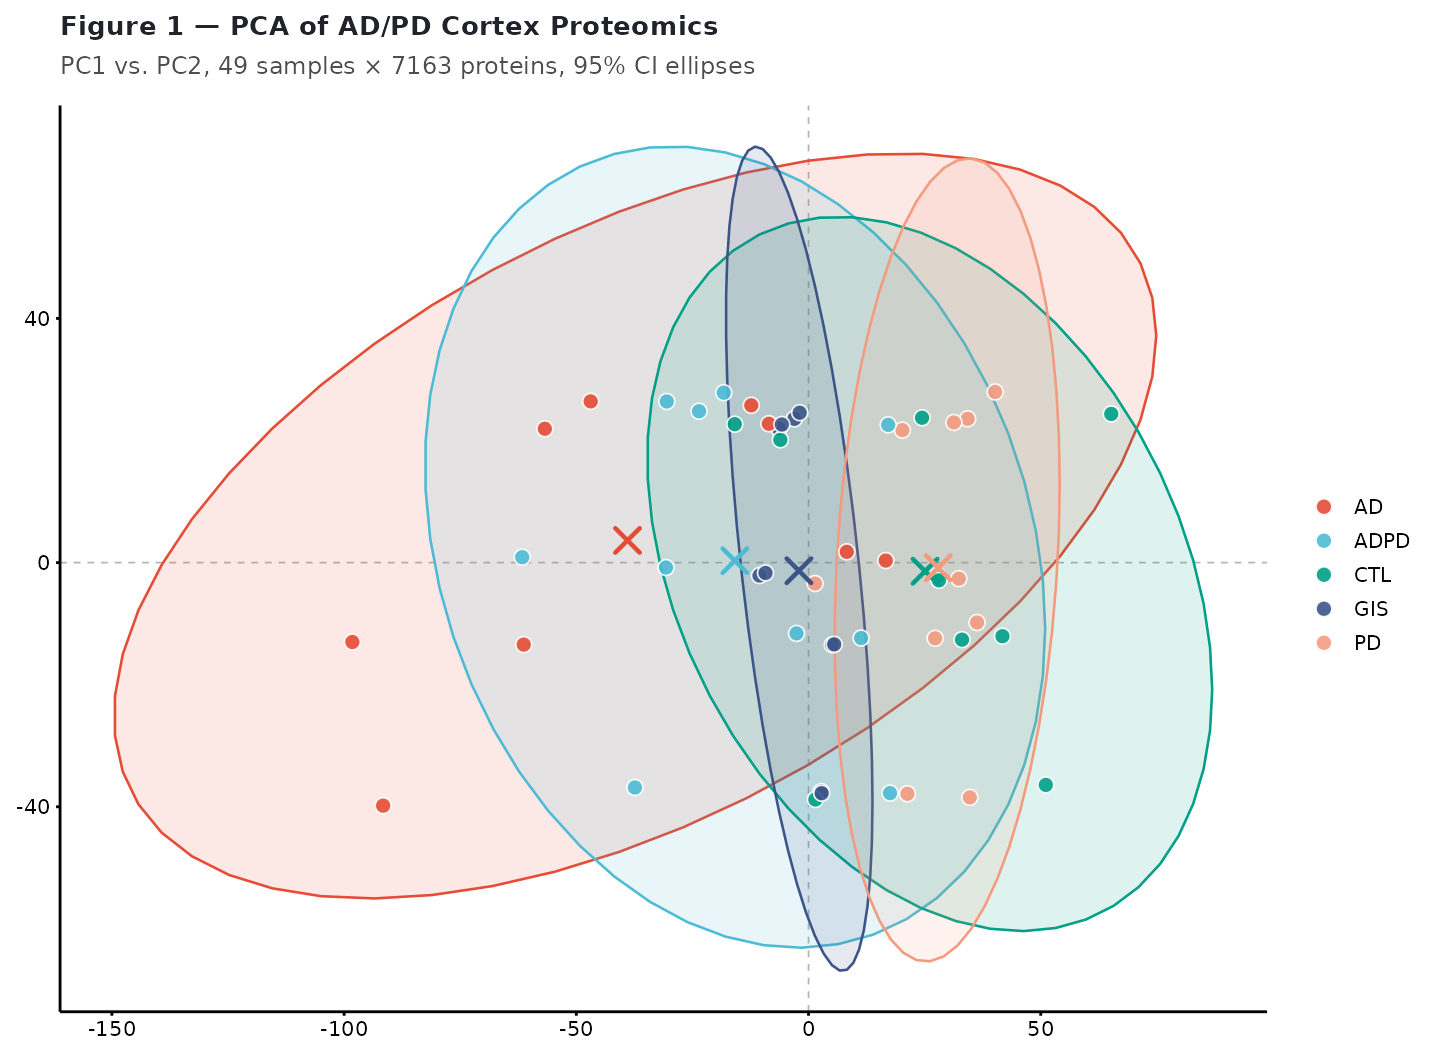 Figure 1 — PCA of AD/PD Cortex Proteomics
PC1 vs. PC2, 49 samples × 7163 proteins, 95% CI ellipses
40
0
-40
-150
-100
-50
0
50
AD
ADPD
CTL
GIS
PD